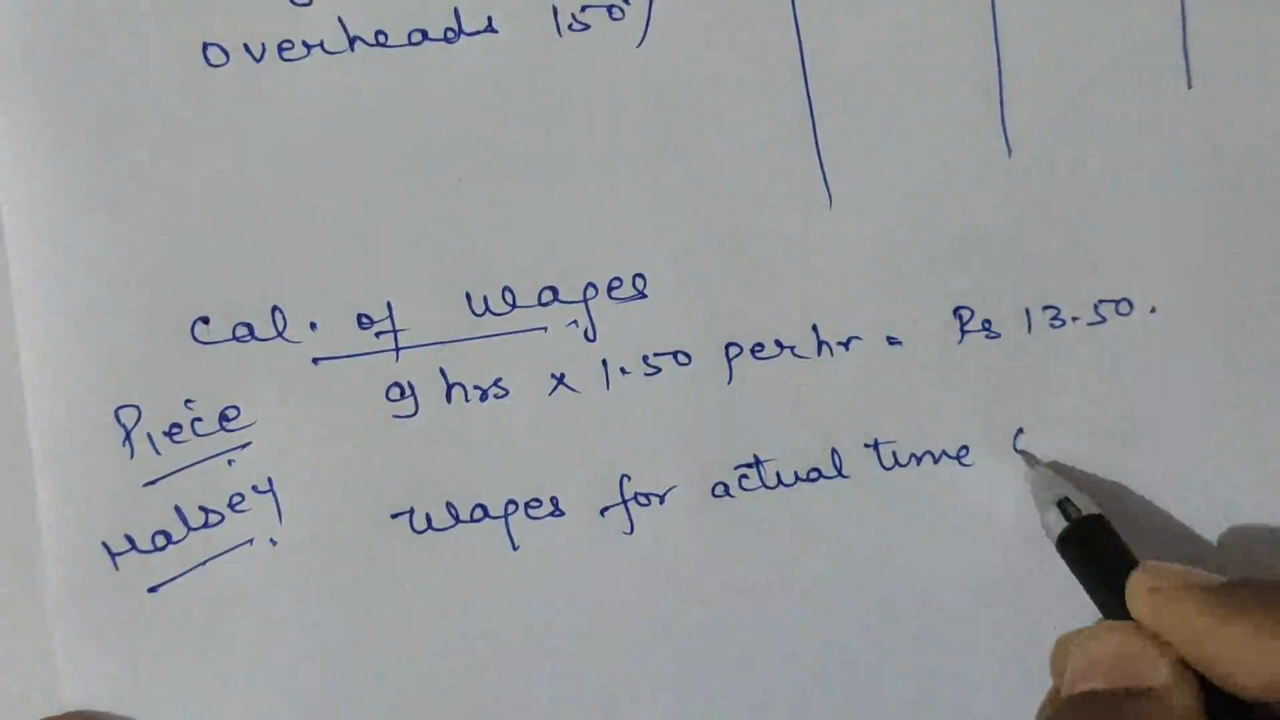 overheads 150%
Cal. of wages
9 hrs x 1.50 per hr = Rs 13.50.
Piece
Halsey wages for actual time (